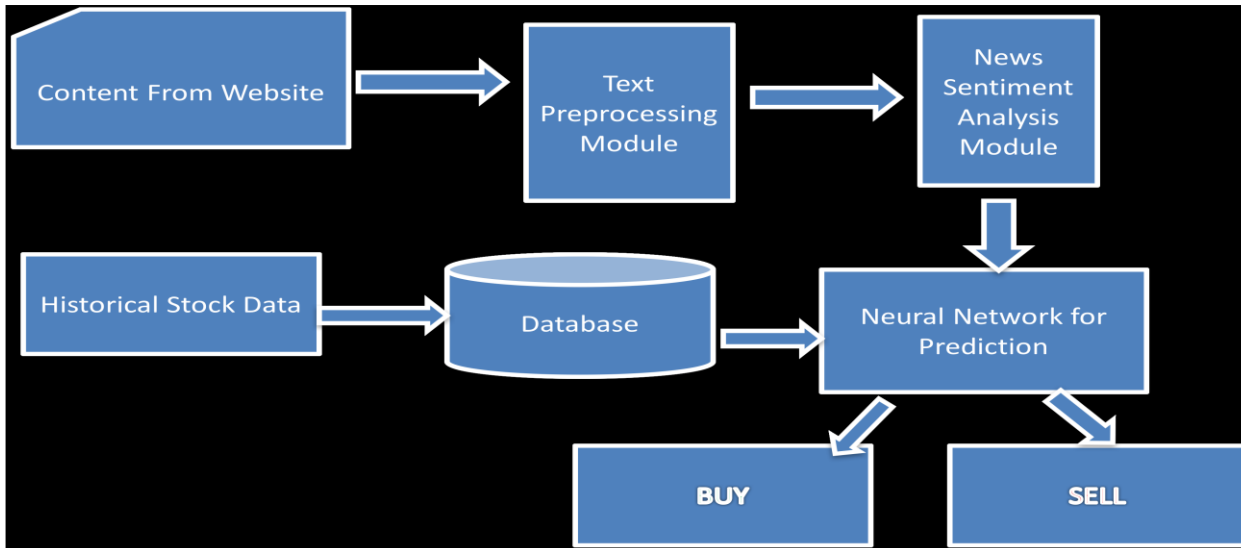 Content From Website
Text
Preprocessing
Module
News
Sentiment
Analysis
Module
Historical Stock Data
Database
Neural Network for
Prediction
BUY
SELL